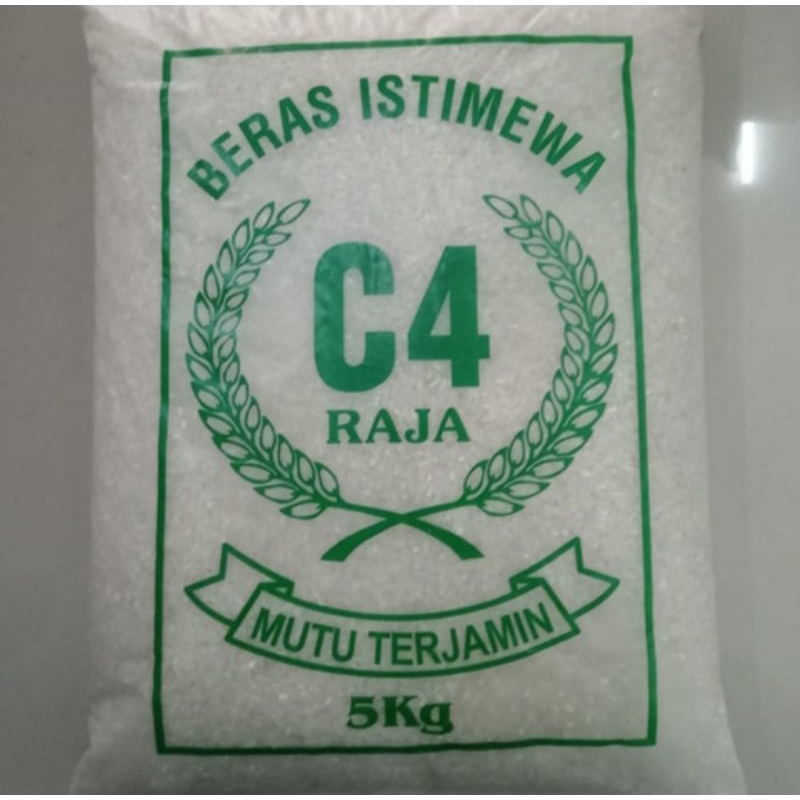 BERAS ISTIMEWA
C4
RAJA
MUTU TERJAMIN
5Kg